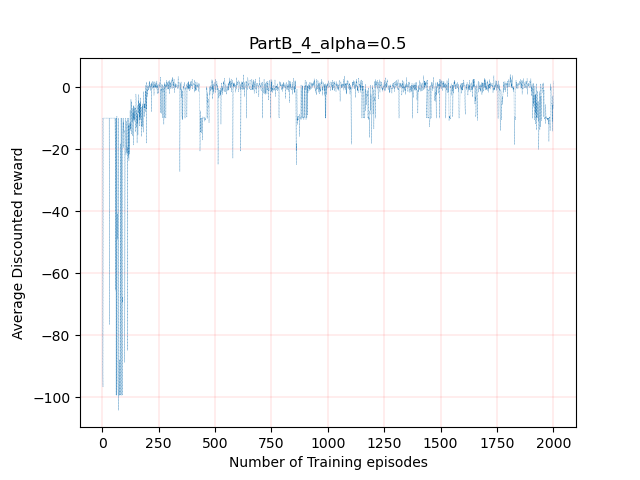 PartB_4_alpha=0.5
Average Discounted reward
0
−20
−40
−60
−80
−100
0 250 500 750 1000 1250 1500 1750 2000
Number of Training episodes